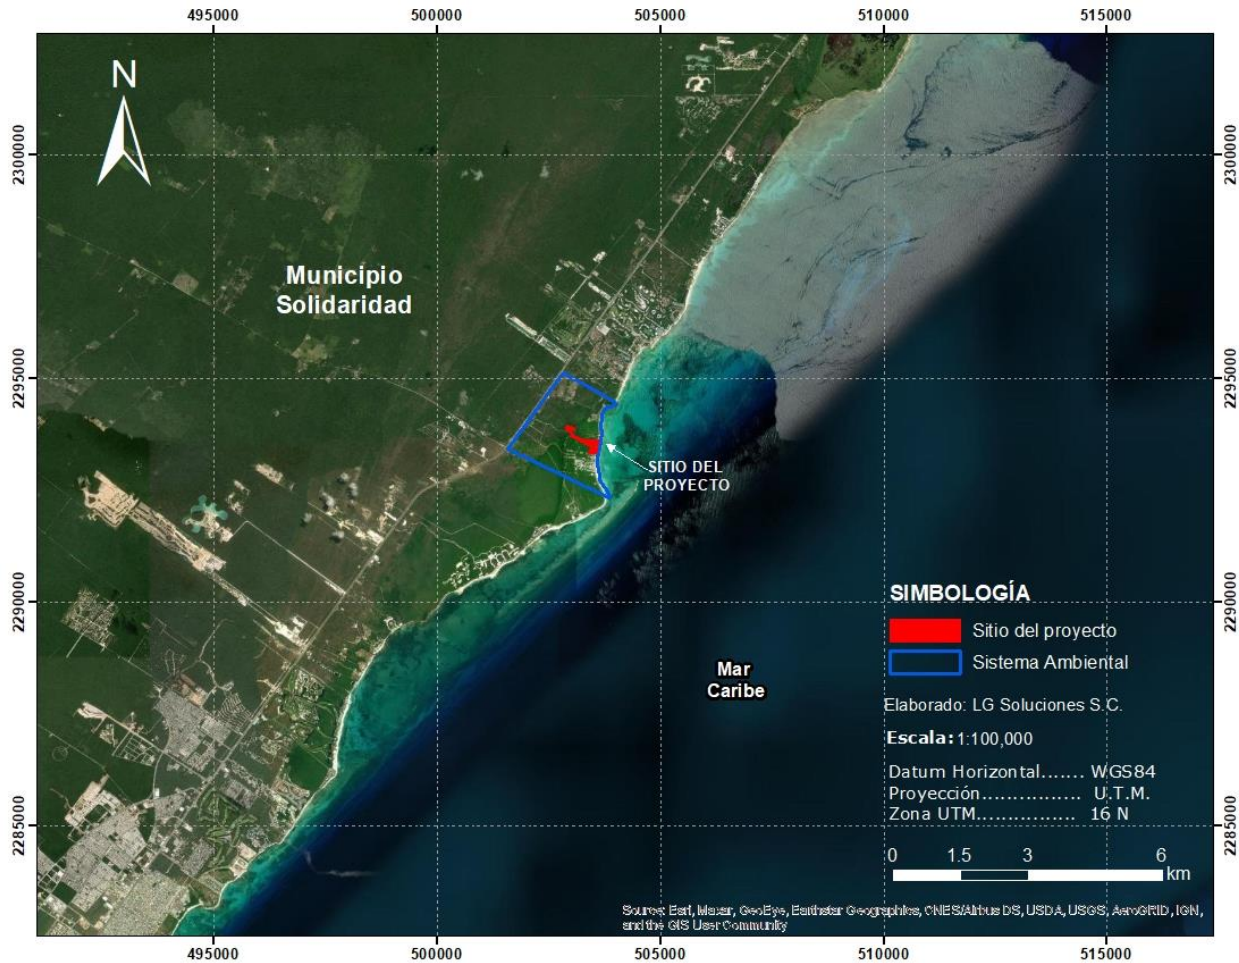 495000 500000 505000 510000 515000
N
2300000 2300000
Municipio
Solidaridad
2295000 2295000
SITIO DEL
PROYECTO
SIMBOLOGÍA
2290000 2290000
Sitio del proyecto
Sistema Ambiental
Mar
Caribe
Elaborado: LG Soluciones S.C.
Escala: 1:100,000
Datum Horizontal....... WGS84
Proyección............... U.T.M.
Zona UTM................ 16 N
2285000 2285000
0 1.5 3 6
km
Source: Esri, Maxar, GeoEye, Earthstar Geographics, CNES/Airbus DS, USDA, USGS, AeroGRID, IGN,
and the GIS User Community
495000 500000 505000 510000 515000